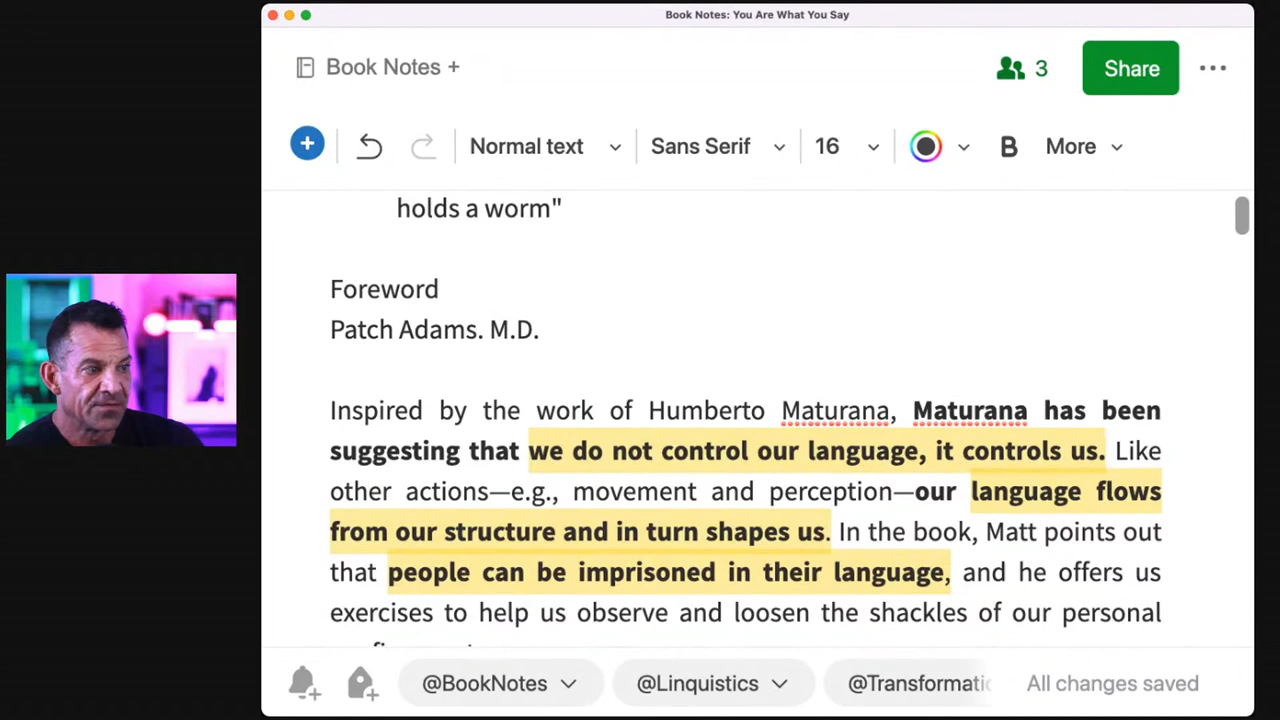 Book Notes: You Are What You Say
Book Notes +
3
Share
Normal text
Sans Serif
16
B
More
holds a worm"
Foreword
Patch Adams. M.D.
Inspired by the work of Humberto Maturana, Maturana has been
suggesting that we do not control our language, it controls us. Like
other actions—e.g., movement and perception—our language flows
from our structure and in turn shapes us. In the book, Matt points out
that people can be imprisoned in their language, and he offers us
exercises to help us observe and loosen the shackles of our personal
@BookNotes
@Linquistics
@Transformati
All changes saved